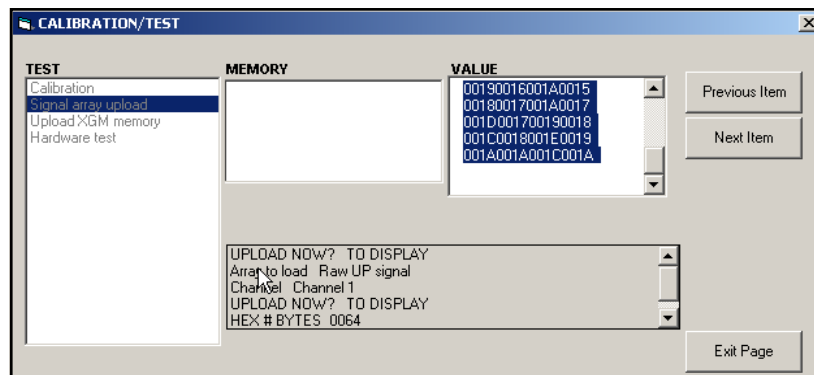 CALIBRATION/TEST
TEST
Calibration
Signal array upload
Upload XGM memory
Hardware test
MEMORY
VALUE
00190016001A0015
00180017001A0017
001D001700190018
001C0018001E0019
001A001A001C001A
Previous Item
Next Item
UPLOAD NOW?   TO DISPLAY
Array to load   Raw UP signal
Channel   Channel 1
UPLOAD NOW?   TO DISPLAY
HEX # BYTES  0064
Exit Page